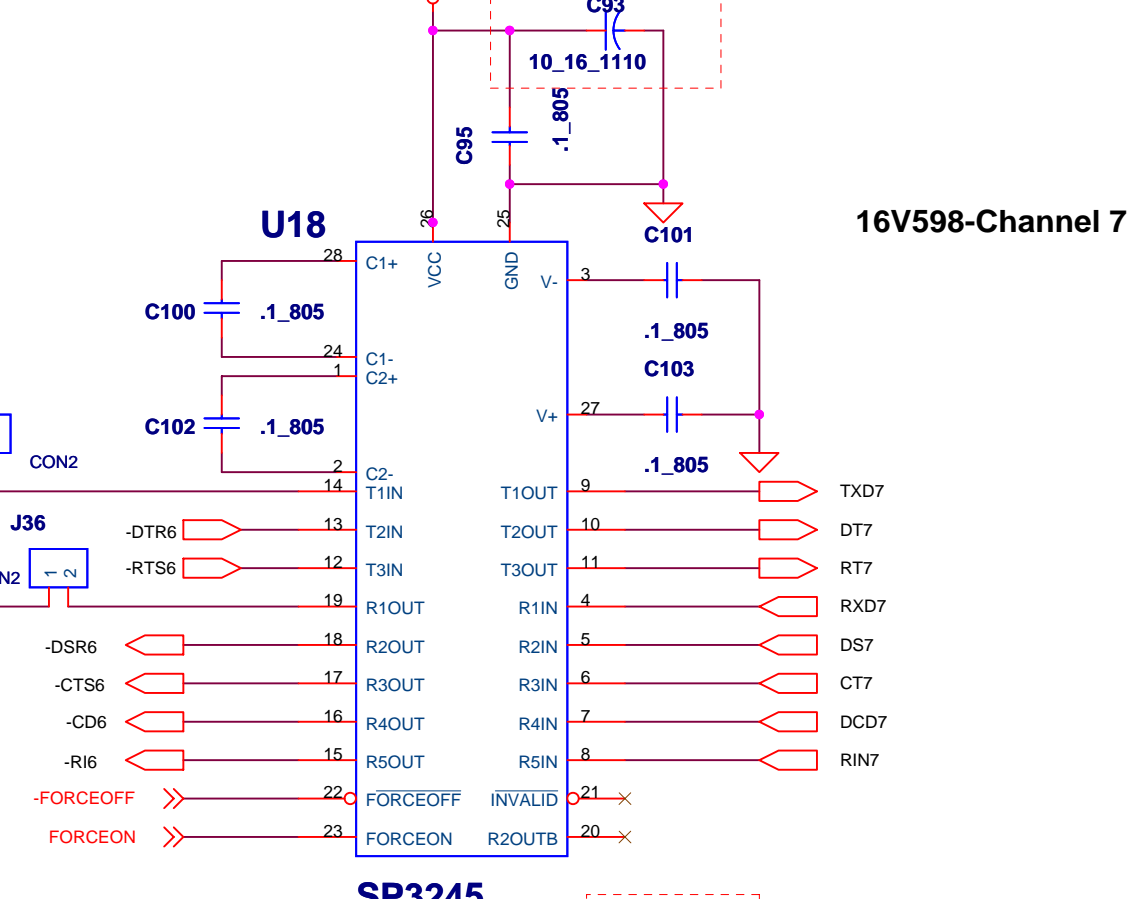 C93
10_16_1110
C95
.1_805
U18
26
25
C101
16V598-Channel 7
28
C1+
VCC
GND
V-
3
C100
.1_805
.1_805
24
C1-
C103
1
C2+
27
V+
C102
.1_805
CON2
2
C2-
.1_805
14
T1IN
T1OUT
9
TXD7
J36
-DTR6
13
T2IN
T2OUT
10
DT7
-RTS6
12
T3IN
T3OUT
11
RT7
N2
1
2
19
R1OUT
R1IN
4
RXD7
-DSR6
18
R2OUT
R2IN
5
DS7
-CTS6
17
R3OUT
R3IN
6
CT7
-CD6
16
R4OUT
R4IN
7
DCD7
-RI6
15
R5OUT
R5IN
8
RIN7
-FORCEOFF
22
FORCEOFF
INVALID
21
FORCEON
23
FORCEON
R2OUTB
20
SP3245